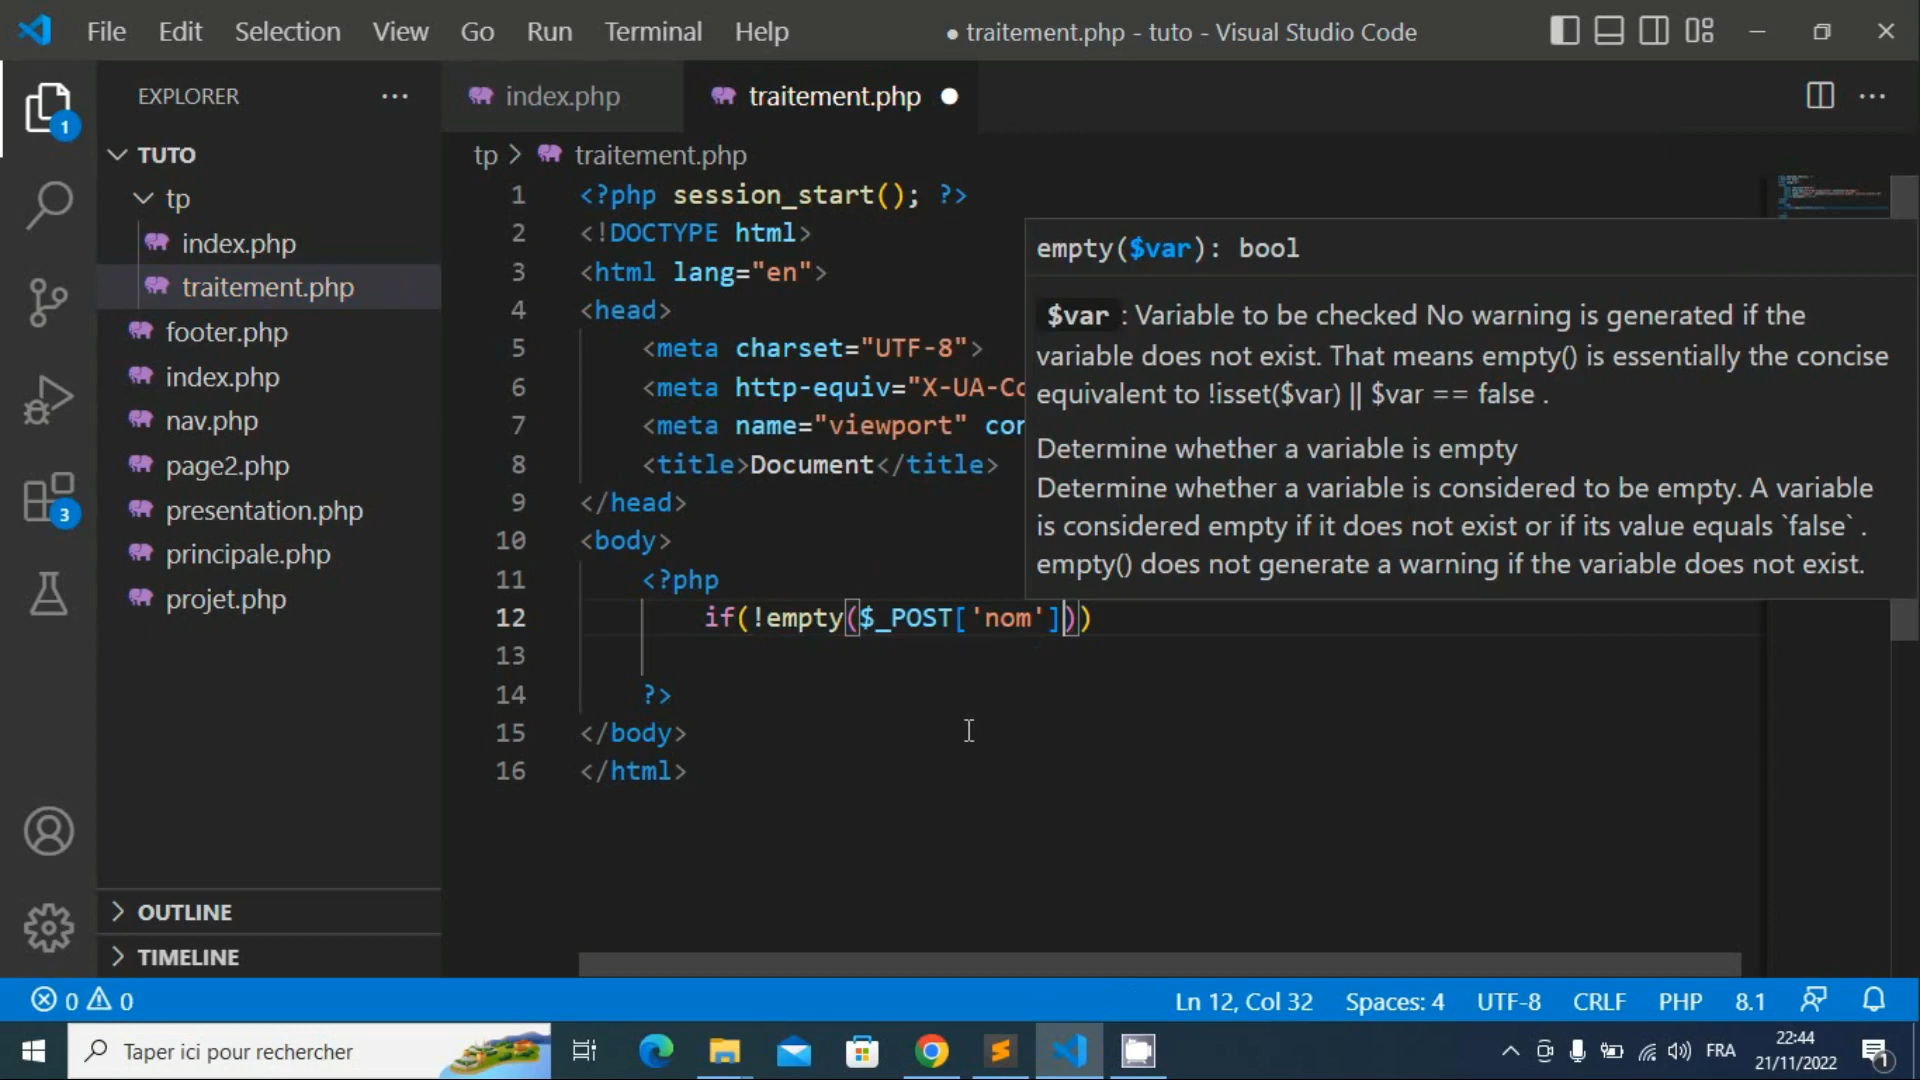 File Edit Selection View Go Run Terminal Help ● traitement.php - tuto - Visual Studio Code
EXPLORER ···
index.php
traitement.php ●
TUTO
tp > traitement.php
tp
index.php
traitement.php
footer.php
index.php
nav.php
page2.php
presentation.php
principale.php
projet.php
OUTLINE
TIMELINE
1
3
1 <?php session_start(); ?>
2 <!DOCTYPE html>
3 <html lang="en">
4 <head>
5 <meta charset="UTF-8">
6 <meta http-equiv="X-UA-Co
7 <meta name="viewport" con
8 <title>Document</title>
9 </head>
10 <body>
11 <?php
12 if(!empty($_POST['nom']))
13
14 ?>
15 </body>
16 </html>
empty($var): bool
$var : Variable to be checked No warning is generated if the
variable does not exist. That means empty() is essentially the concise
equivalent to !isset($var) || $var == false .
Determine whether a variable is empty
Determine whether a variable is considered to be empty. A variable
is considered empty if it does not exist or if its value equals `false` .
empty() does not generate a warning if the variable does not exist.
0 0 Ln 12, Col 32 Spaces: 4 UTF-8 CRLF PHP 8.1
Taper ici pour rechercher
FRA
22:44
21/11/2022
1